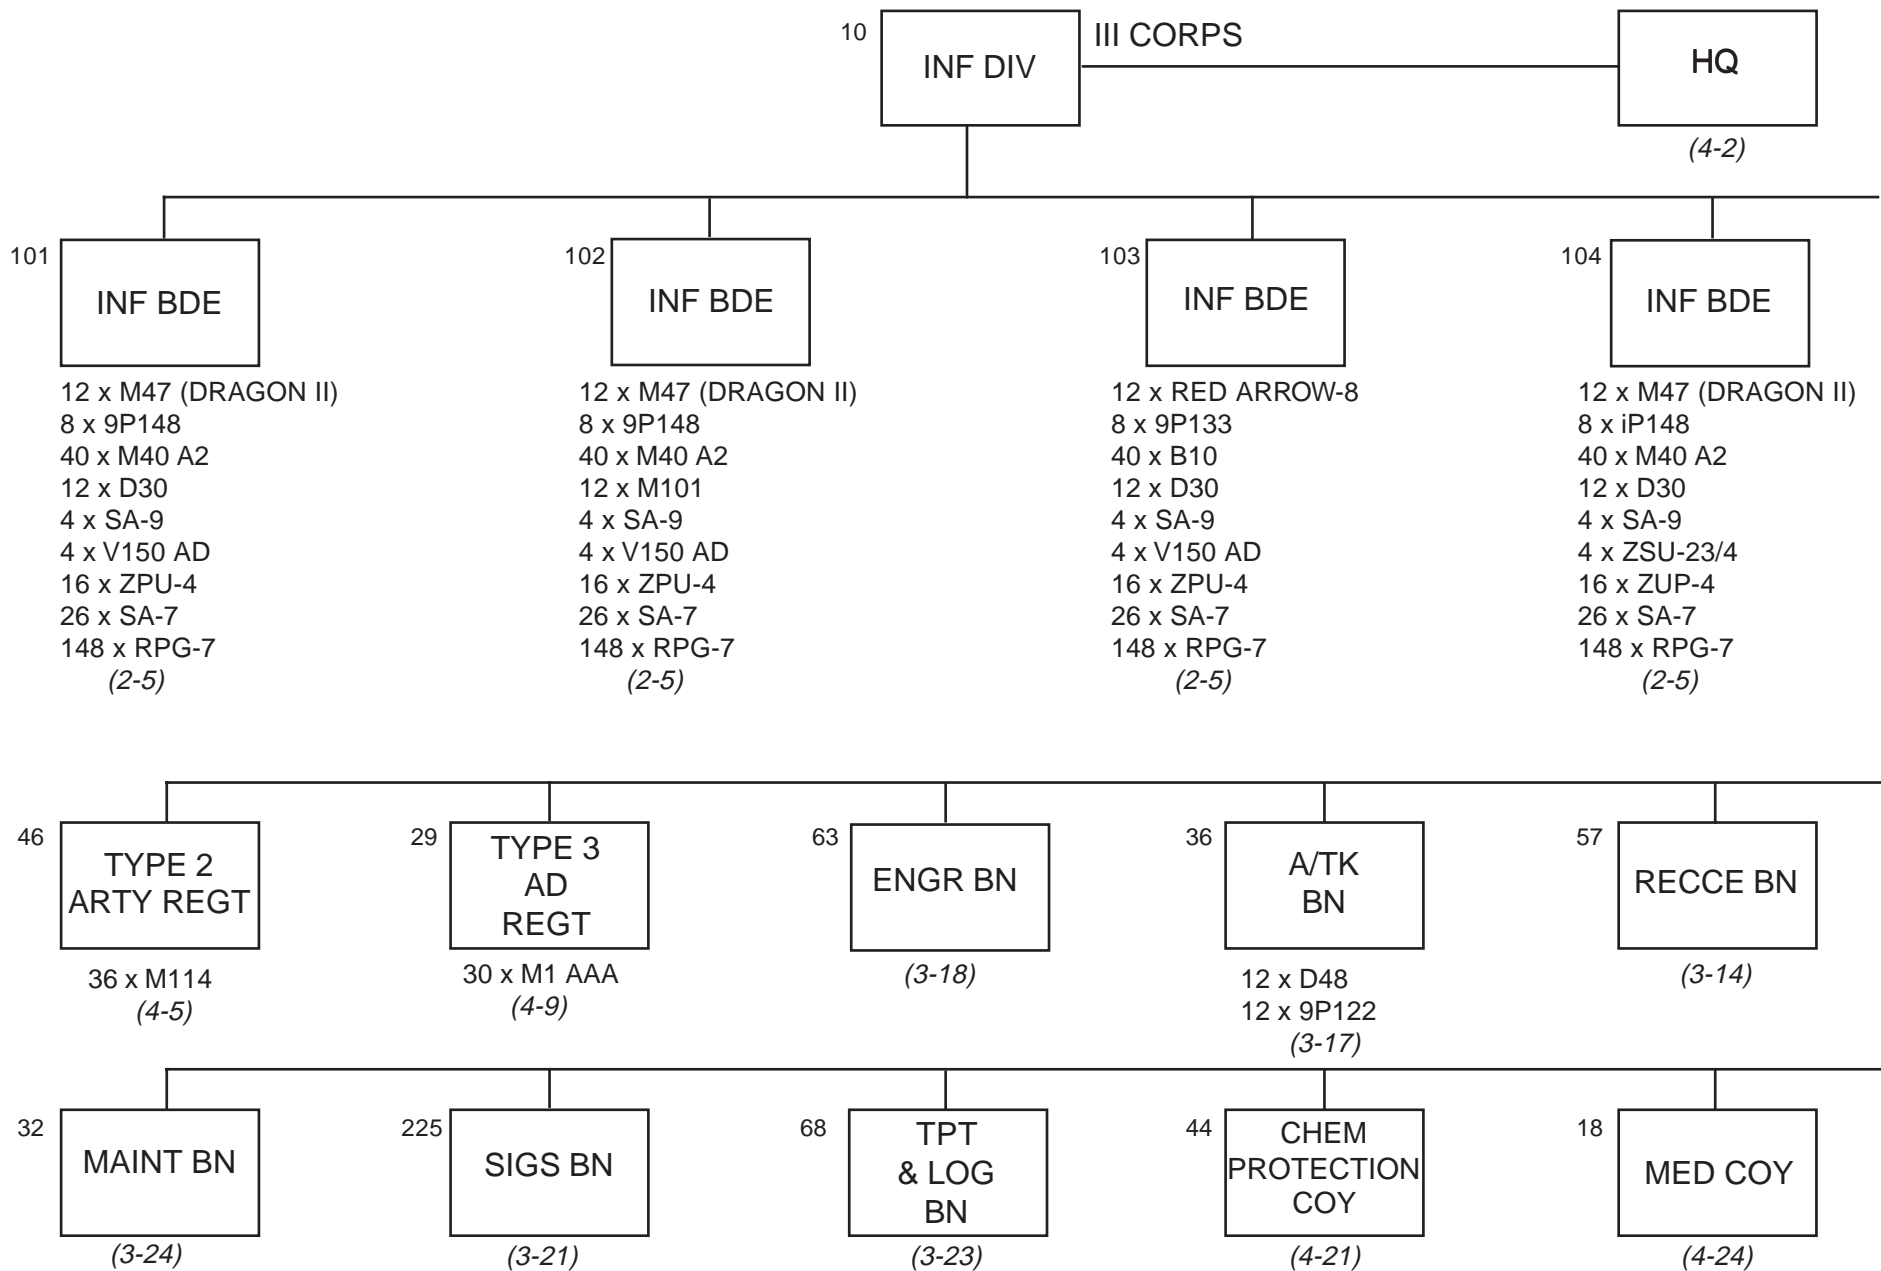 10
INF DIV
III CORPS
HQ
(4-2)
101
INF BDE
12 x M47 (DRAGON II)
8 x 9P148
40 x M40 A2
12 x D30
4 x SA-9
4 x V150 AD
16 x ZPU-4
26 x SA-7
148 x RPG-7
(2-5)
102
INF BDE
12 x M47 (DRAGON II)
8 x 9P148
40 x M40 A2
12 x M101
4 x SA-9
4 x V150 AD
16 x ZPU-4
26 x SA-7
148 x RPG-7
(2-5)
103
INF BDE
12 x RED ARROW-8
8 x 9P133
40 x B10
12 x D30
4 x SA-9
4 x V150 AD
16 x ZPU-4
26 x SA-7
148 x RPG-7
(2-5)
104
INF BDE
12 x M47 (DRAGON II)
8 x iP148
40 x M40 A2
12 x D30
4 x SA-9
4 x ZSU-23/4
16 x ZUP-4
26 x SA-7
148 x RPG-7
(2-5)
46
TYPE 2
ARTY REGT
36 x M114
(4-5)
29
TYPE 3
AD
REGT
30 x M1 AAA
(4-9)
63
ENGR BN
(3-18)
36
A/TK
BN
12 x D48
12 x 9P122
(3-17)
57
RECCE BN
(3-14)
32
MAINT BN
(3-24)
225
SIGS BN
(3-21)
68
TPT
& LOG
BN
(3-23)
44
CHEM
PROTECTION
COY
(4-21)
18
MED COY
(4-24)